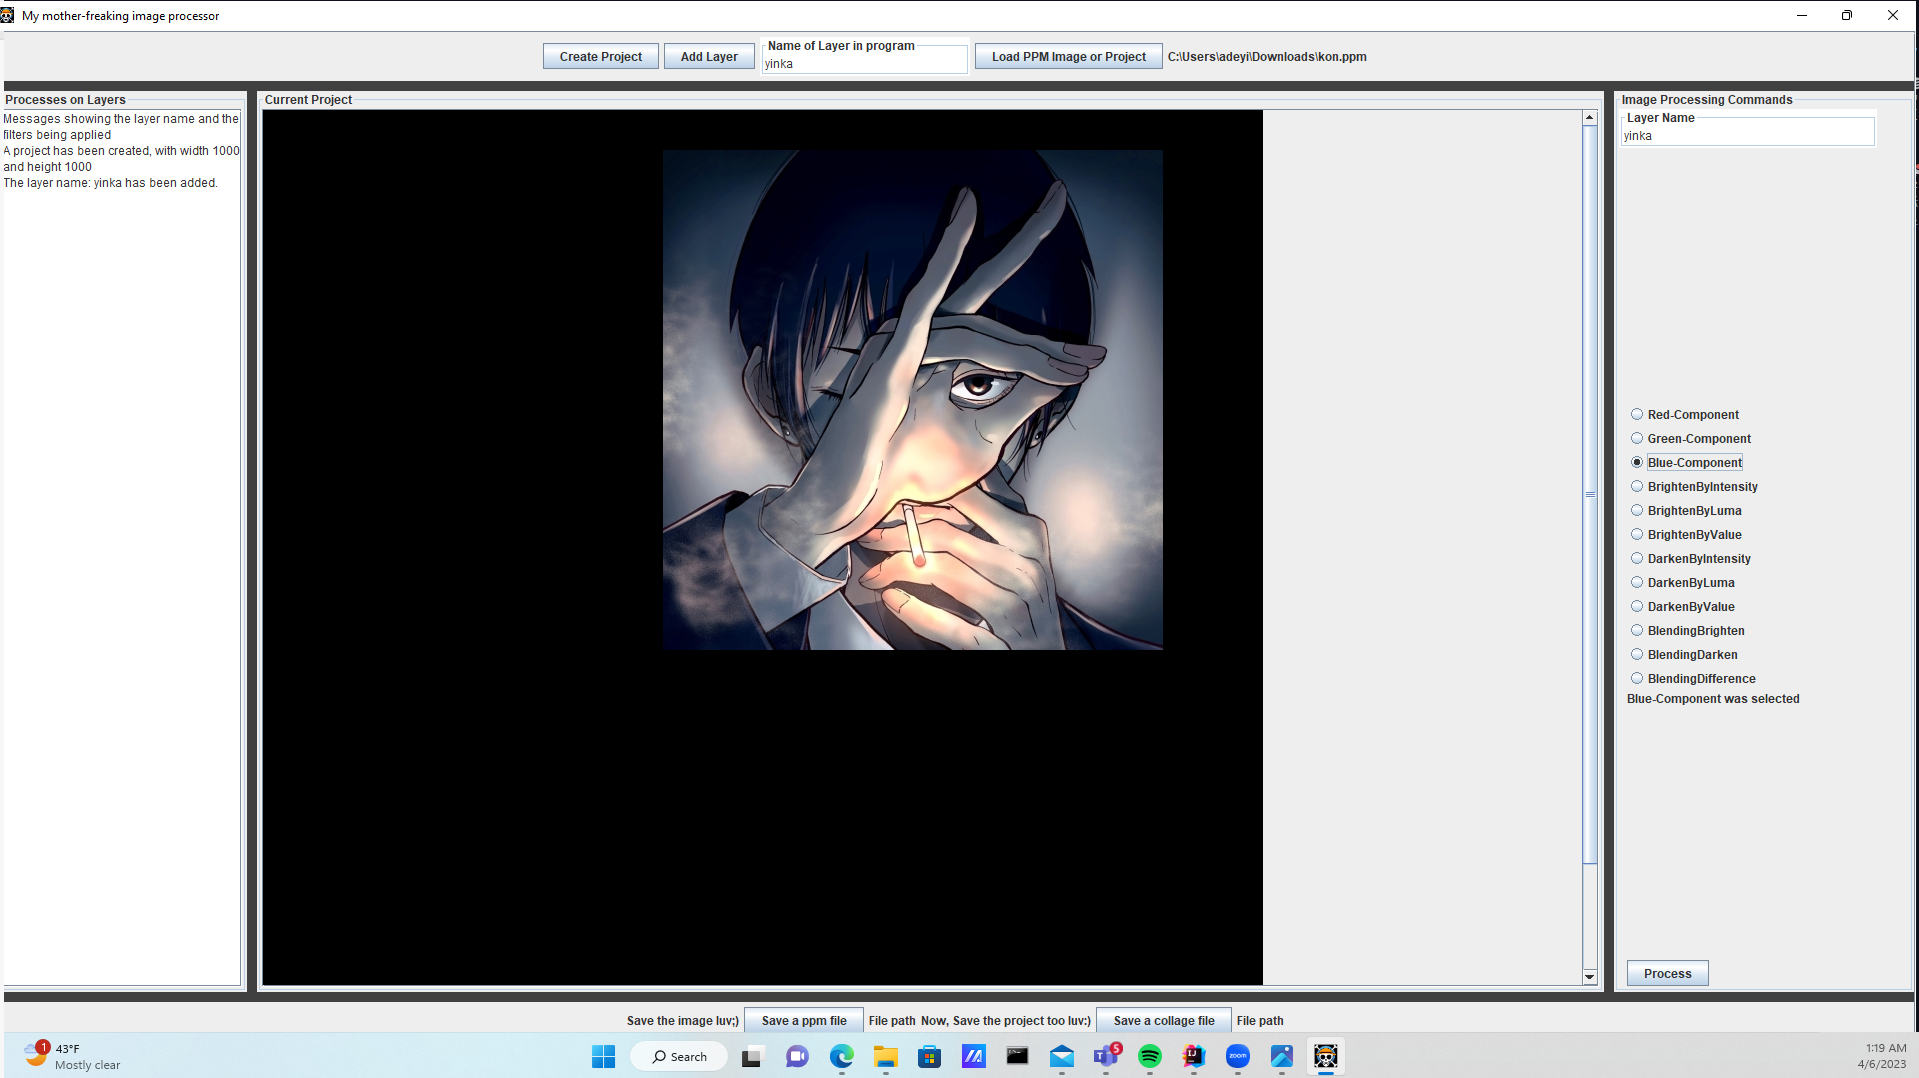 My mother-freaking image processor
Create Project
Add Layer
Name of Layer in program
yinka
Load PPM Image or Project
C:\Users\adeyi\Downloads\kon.ppm
Processes on Layers
Messages showing the layer name and the
filters being applied
A project has been created, with width 1000
and height 1000
The layer name: yinka has been added.
Current Project
Image Processing Commands
Layer Name
yinka
Red-Component
Green-Component
Blue-Component
BrightenByIntensity
BrightenByLuma
BrightenByValue
DarkenByIntensity
DarkenByLuma
DarkenByValue
BlendingBrighten
BlendingDarken
BlendingDifference
Blue-Component was selected
Process
Save the image luv;)
Save a ppm file
File path
Now, Save the project too luv:)
Save a collage file
File path
1
43°F
Mostly clear
Search
T
5
IJ
zoom
1:19 AM
4/6/2023